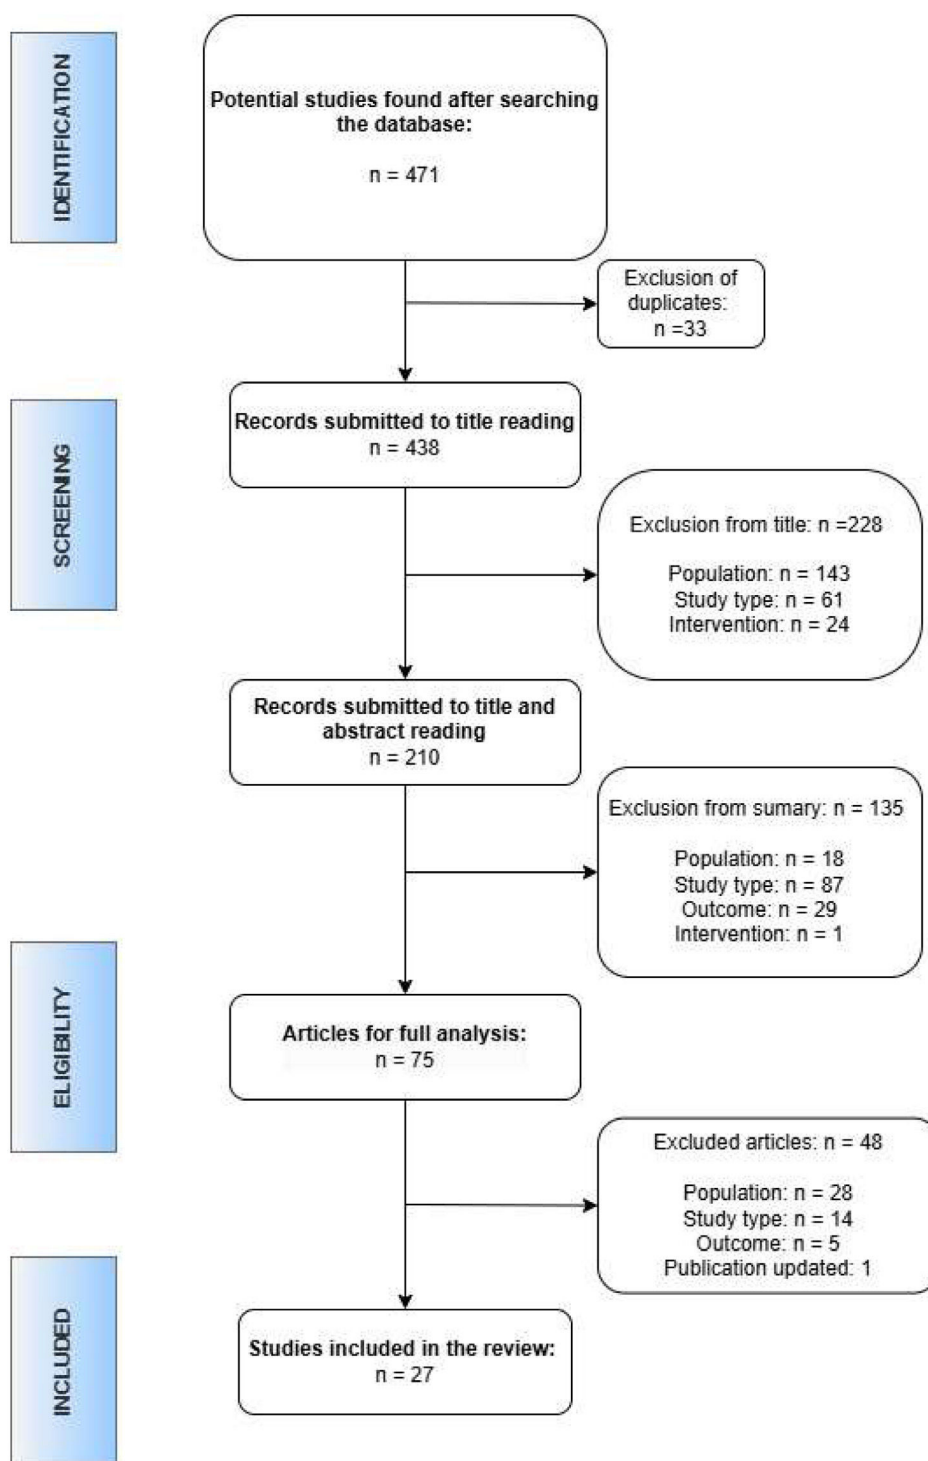 IDENTIFICATION
Potential studies found after searching
the database:
n = 471
Exclusion of
duplicates:
n =33
SCREENING
Records submitted to title reading
n = 438
Exclusion from title: n =228
Population: n = 143
Study type: n = 61
Intervention: n = 24
Records submitted to title and
abstract reading
n = 210
Exclusion from sumary: n = 135
Population: n = 18
Study type: n = 87
Outcome: n = 29
Intervention: n = 1
ELIGIBILITY
Articles for full analysis:
n = 75
Excluded articles: n = 48
Population: n = 28
Study type: n = 14
Outcome: n = 5
Publication updated: 1
INCLUDED
Studies included in the review:
n = 27